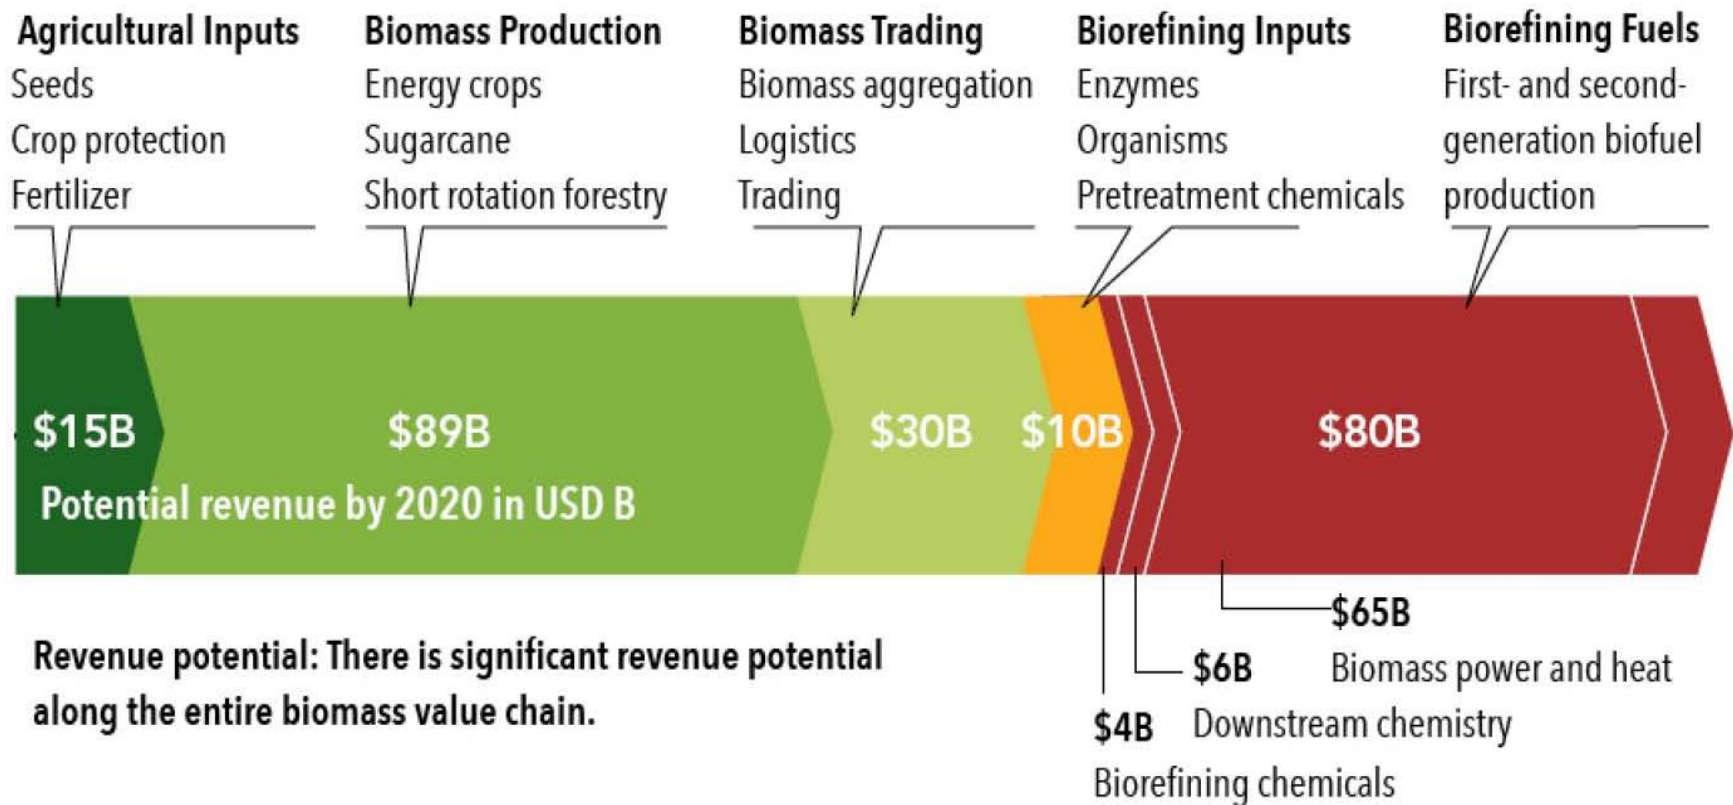 Agricultural Inputs
Seeds
Crop protection
Fertilizer
Biomass Production
Energy crops
Sugarcane
Short rotation forestry
Biomass Trading
Biomass aggregation
Logistics
Trading
Biorefining Inputs
Enzymes
Organisms
Pretreatment chemicals
Biorefining Fuels
First- and second-
generation biofuel
production
$15B
$89B
$30B
$10B
$80B
Potential revenue by 2020 in USD B
Revenue potential: There is significant revenue potential
along the entire biomass value chain.
$65B
Biomass power and heat
$6B
Downstream chemistry
$4B
Biorefining chemicals